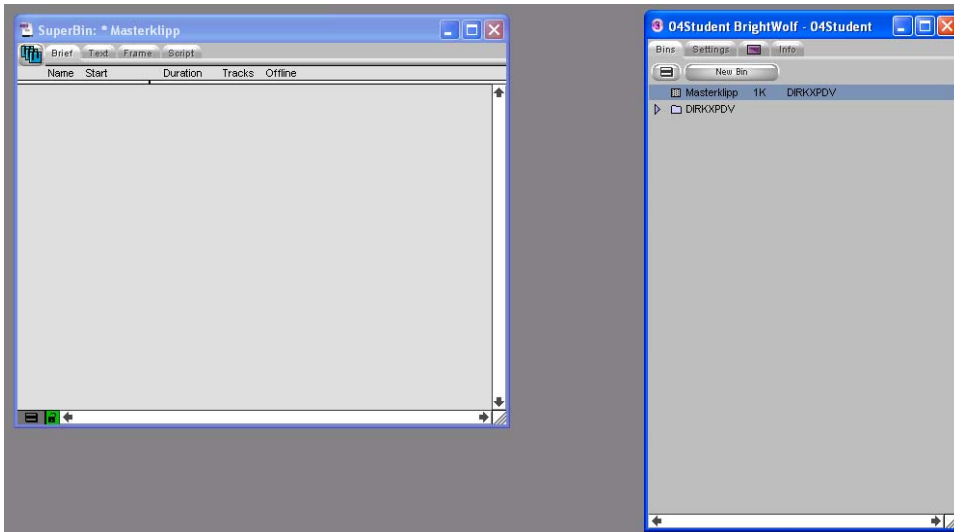 SuperBin: * Masterklipp
Brief Text Frame Script
Name Start Duration Tracks Offline
04Student BrightWolf - 04Student
Bins Settings Info
New Bin
Masterklipp 1K DIRKXPDV
DIRKXPDV